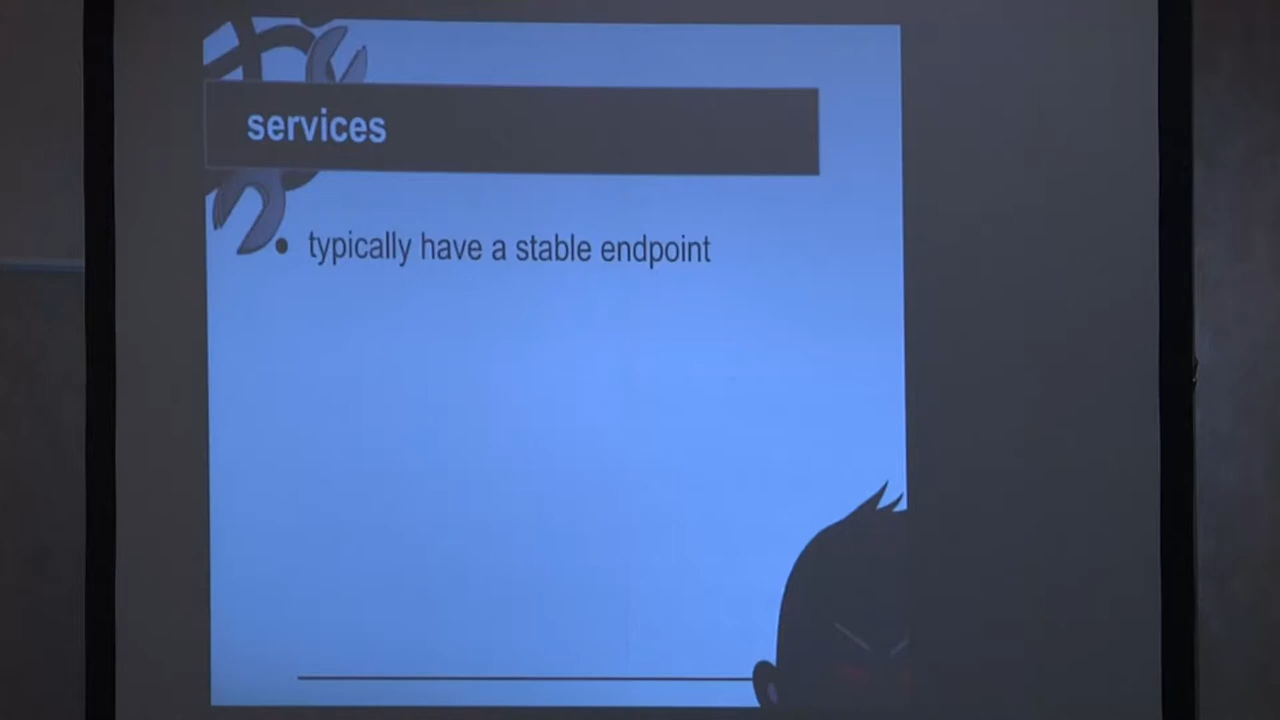 services
• typically have a stable endpoint